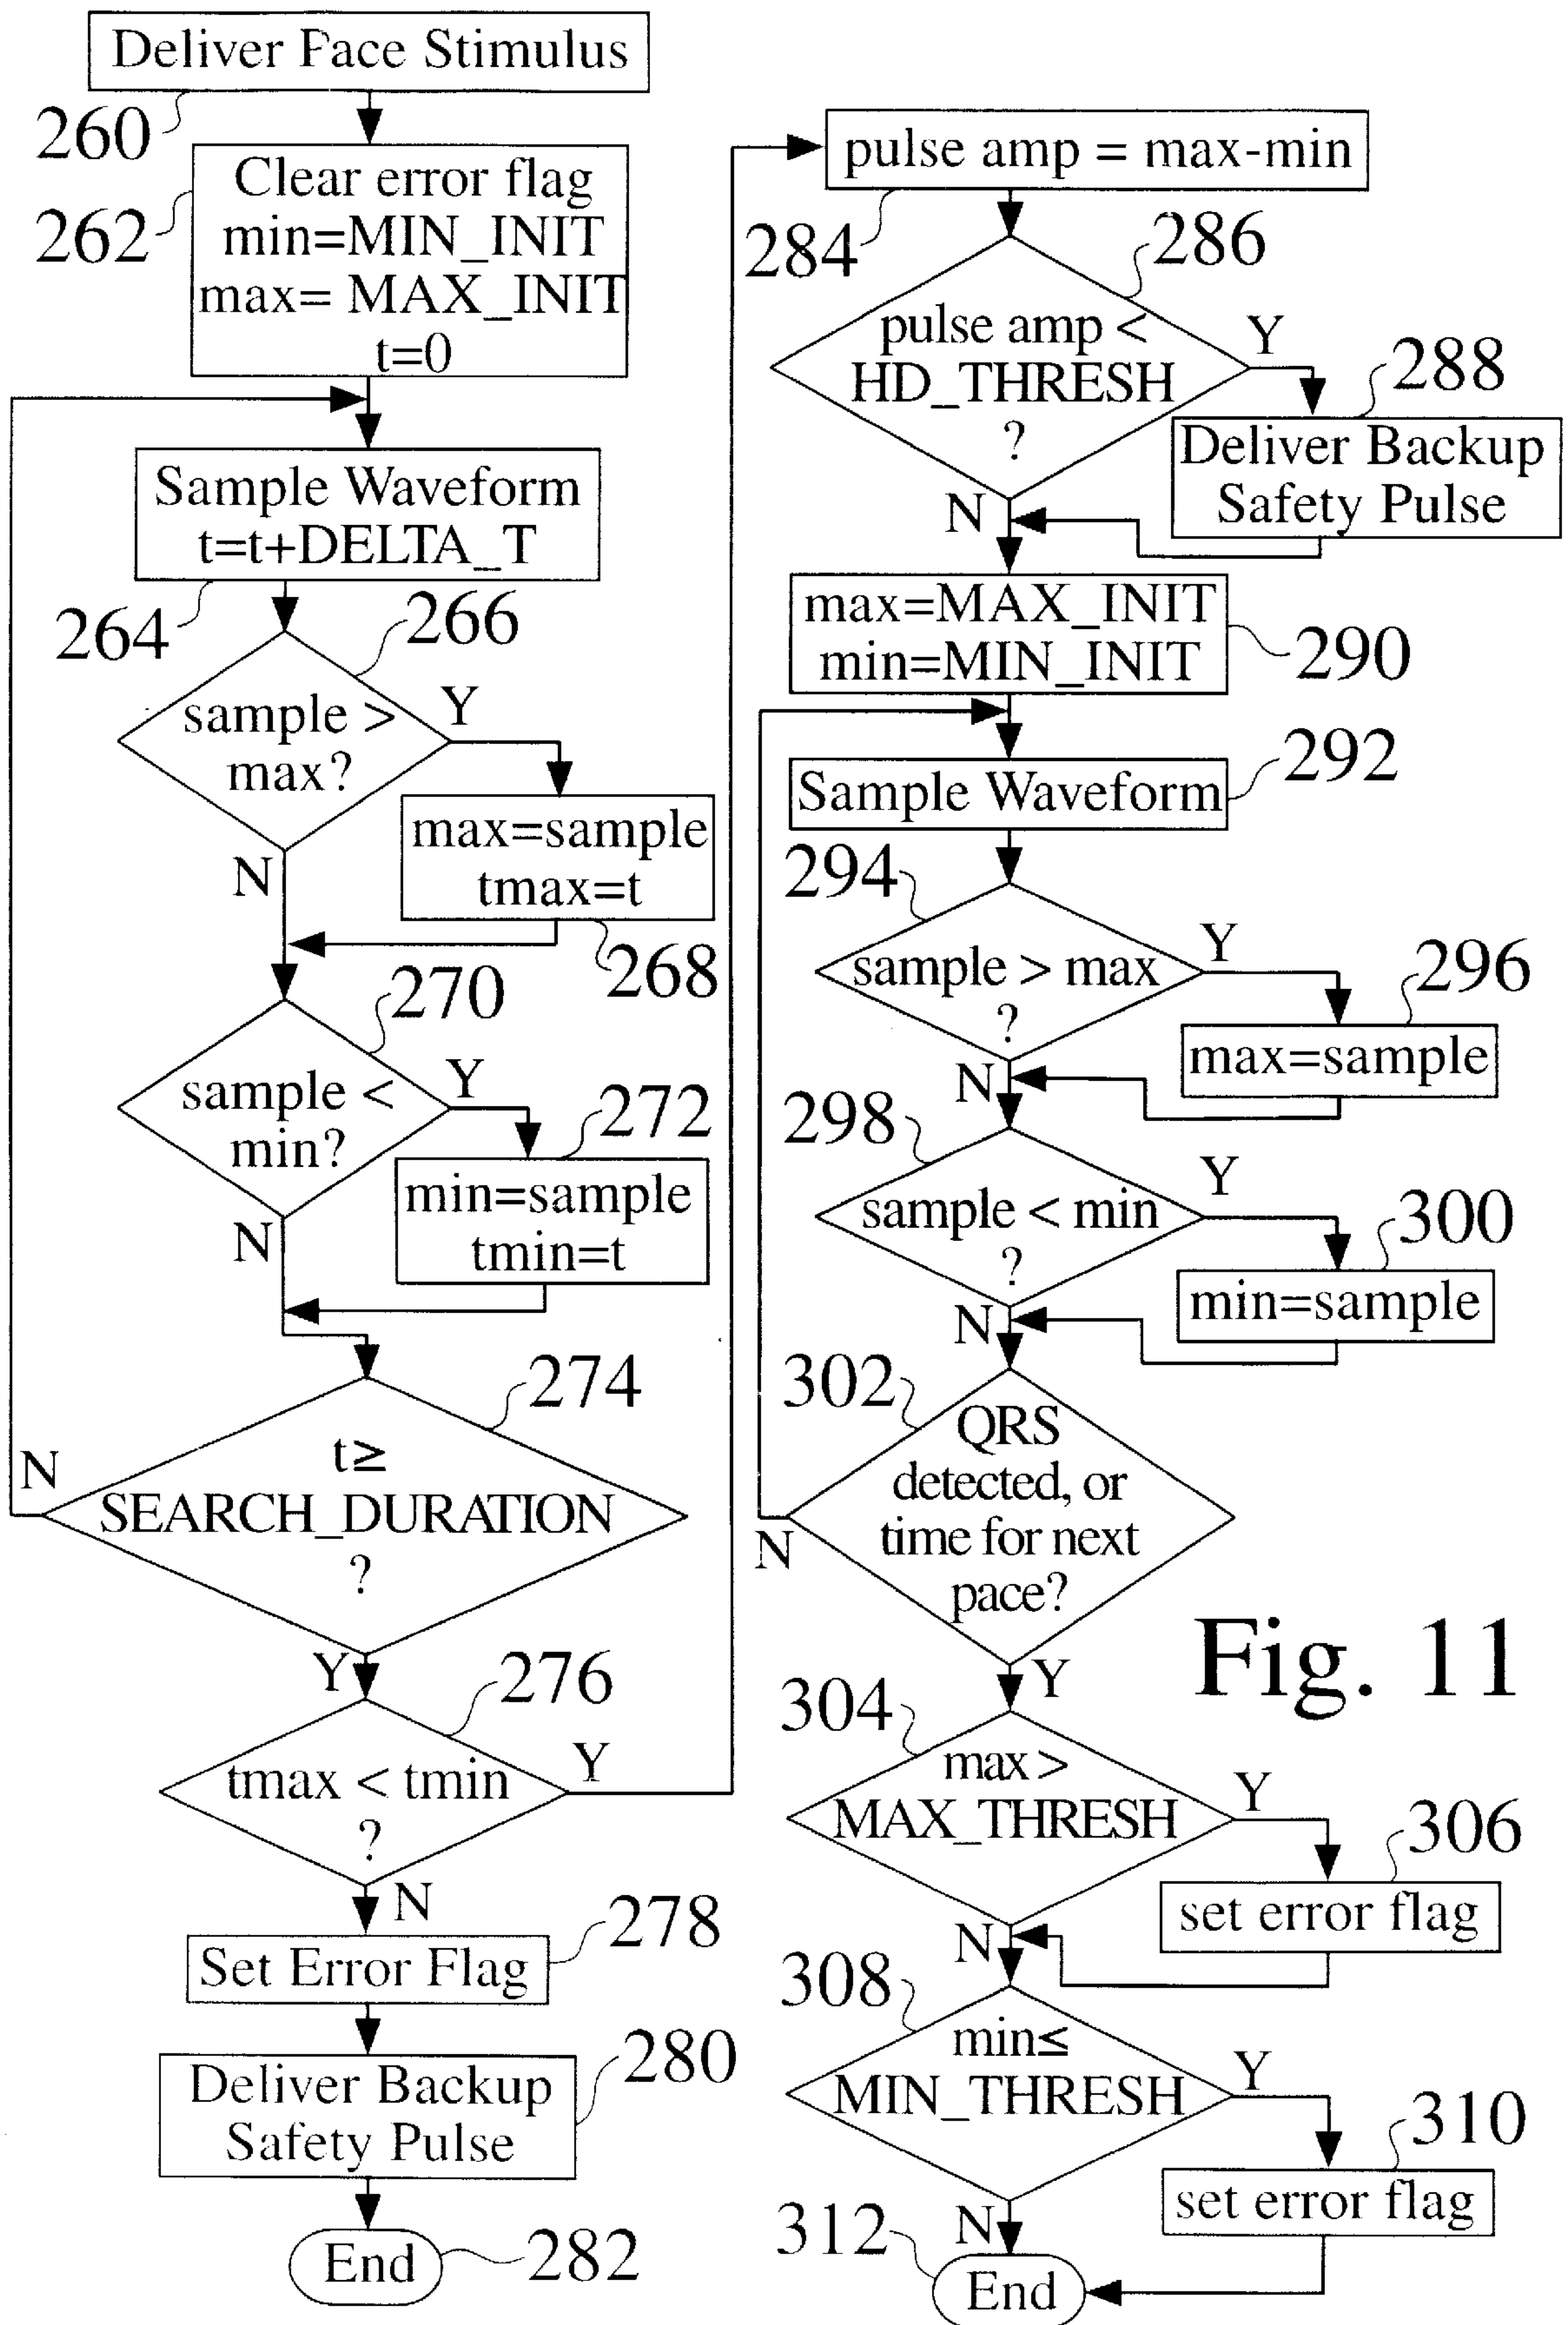 Deliver Face Stimulus
260
Clear error flag
min=MIN_INIT
max= MAX_INIT
t=0
262
Sample Waveform
t=t+DELTA_T
264
266
sample >
max?
Y
N
max=sample
tmax=t
268
270
sample <
min?
Y
N
272
min=sample
tmin=t
274
t≥
SEARCH_DURATION
?
N
Y
276
tmax < tmin
?
Y
N
278
Set Error Flag
280
Deliver Backup
Safety Pulse
End
282
pulse amp = max-min
284
286
pulse amp <
HD_THRESH
?
Y
N
288
Deliver Backup
Safety Pulse
max=MAX_INIT
min=MIN_INIT
290
292
Sample Waveform
294
sample > max
?
Y
N
296
max=sample
298
sample < min
?
Y
N
300
min=sample
302
QRS
detected, or
time for next
pace?
N
Y
304
max >
MAX_THRESH
Y
N
306
set error flag
308
min≤
MIN_THRESH
Y
N
310
set error flag
312
End
Fig. 11